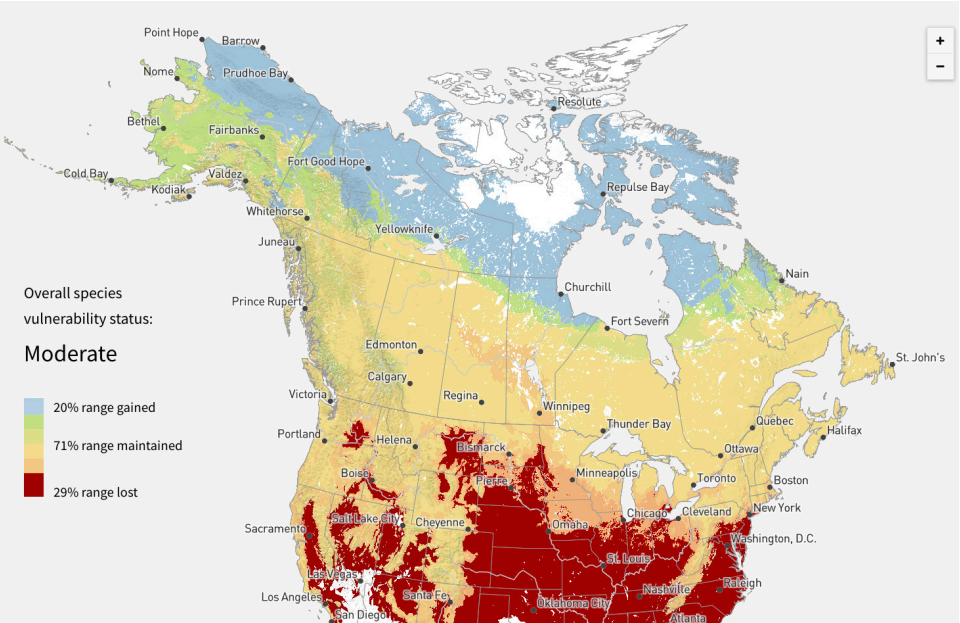 Point Hope
Barrow
+
−
Nome
Prudhoe Bay
Resolute
Bethel
Fairbanks
Fort Good Hope
Cold Bay
Valdez
Kodiak
Repulse Bay
Whitehorse
Yellowknife
Juneau
Nain
Churchill
Overall species
vulnerability status:
Moderate
Prince Rupert
Fort Severn
Edmonton
St. John's
Calgary
20% range gained
Victoria
Regina
Winnipeg
Quebec
Thunder Bay
Halifax
Portland
Helena
71% range maintained
Bismarck
Ottawa
Boise
Minneapolis
Toronto
Boston
Pierre
29% range lost
New York
Chicago
Cleveland
Salt Lake City
Cheyenne
Sacramento
Omaha
Washington, D.C.
St. Louis
Las Vegas
Raleigh
Nashville
Los Angeles
Santa Fe
Oklahoma City
San Diego
Atlanta